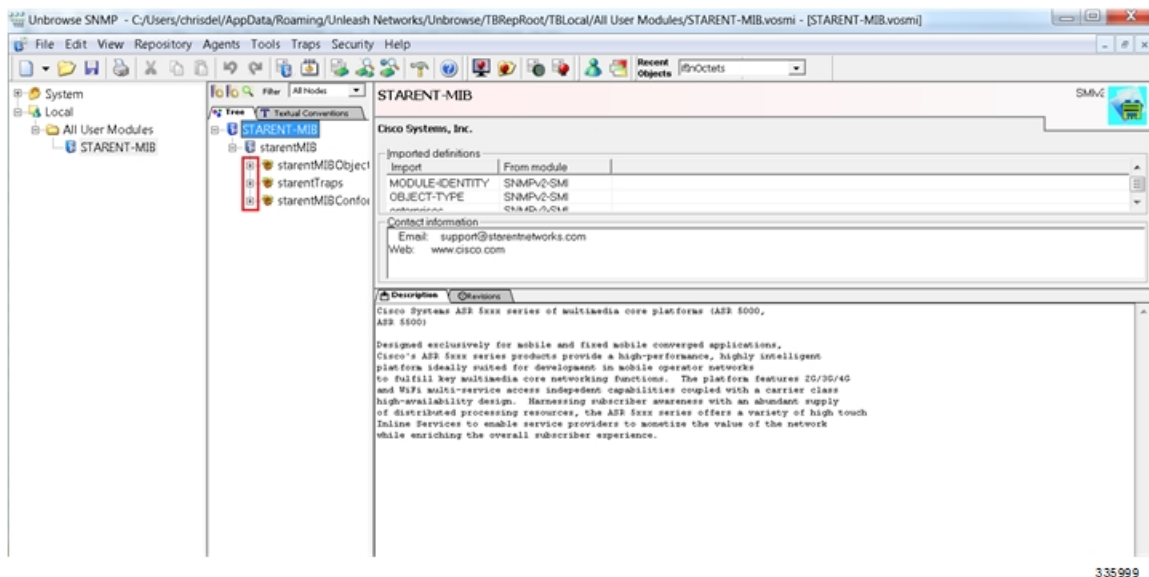 Unbrowse SNMP - C:/Users/chrisdel/AppData/Roaming/Unleash Networks/Unbrowse/TBRepRoot/TBLocal/All User Modules/STARENT-MIB.vosmi - [STARENT-MIB.vosmi]
File Edit View Repository Agents Tools Traps Security Help
Recent Objects ifInOctets
System
Local
All User Modules
STARENT-MIB
Filter All Nodes
Tree Textual Conventions
STARENT-MIB
starentMIB
starentMIBObject
starentTraps
starentMIBConfor
STARENT-MIB
Cisco Systems, Inc.
Imported definitions
Import From module
MODULE-IDENTITY SNMPv2-SMI
OBJECT-TYPE SNMPv2-SMI
enterprises SNMPv2-SMI
Contact information
Email: support@starentnetworks.com
Web: www.cisco.com
Description Revisions
Cisco Systems ASR 5xxx series of multimedia core platforms (ASR 5000,
ASR 5500)
Designed exclusively for mobile and fixed mobile converged applications,
Cisco's ASR 5xxx series products provide a high-performance, highly intelligent
platform ideally suited for development in mobile operator networks
to fulfill key multimedia core networking functions. The platform features 2G/3G/4G
and WiFi multi-service access indepedent capabilities coupled with a carrier class
high-availability design. Harnessing subscriber awareness with an abundant supply
of distributed processing resources, the ASR 5xxx series offers a variety of high touch
Inline Services to enable service providers to monetize the value of the network
while enriching the overall subscriber experience.
335999